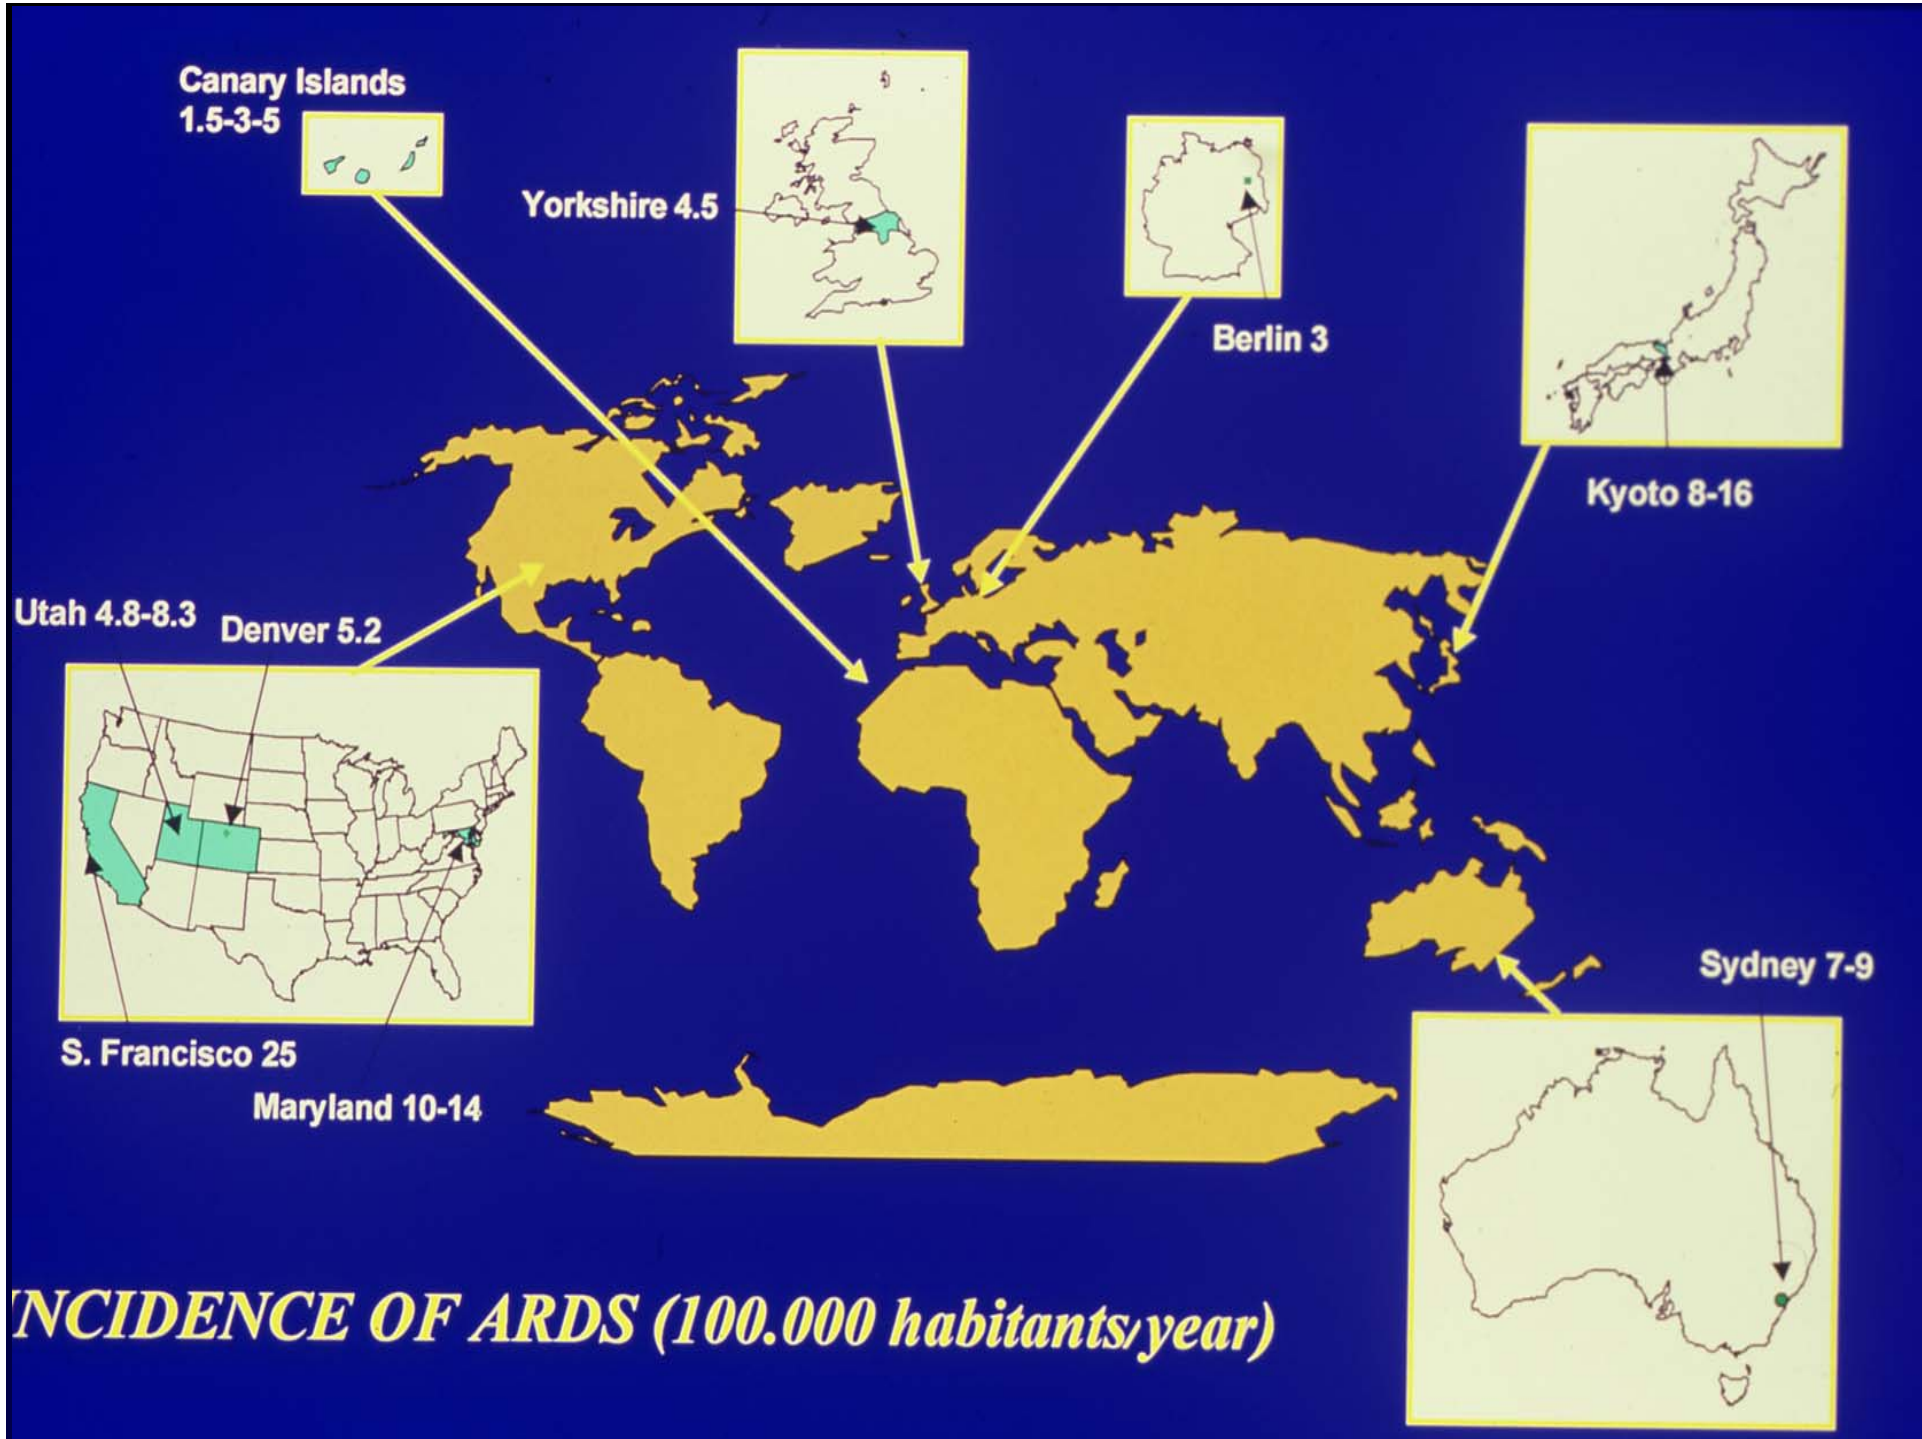 Canary Islands
1.5-3-5
Yorkshire 4.5
Berlin 3
Kyoto 8-16
Utah 4.8-8.3
Denver 5.2
S. Francisco 25
Maryland 10-14
Sydney 7-9
INCIDENCE OF ARDS (100.000 habitants/year)